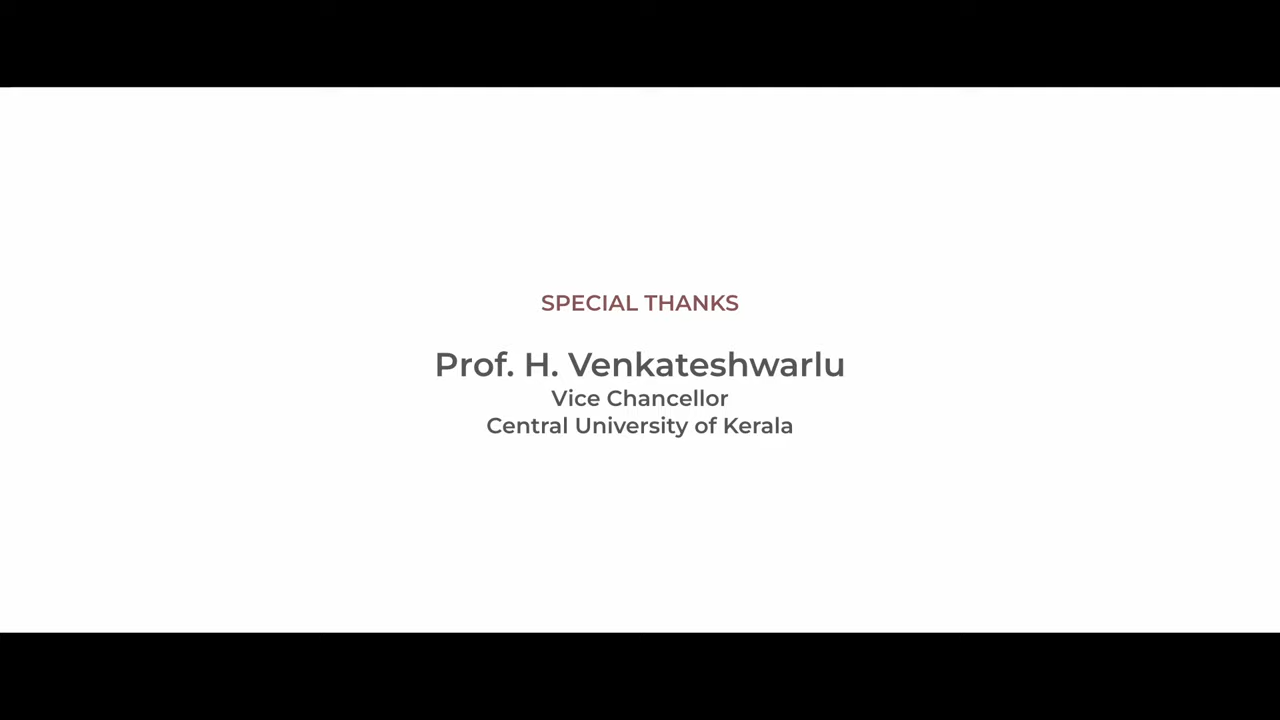 SPECIAL THANKS
Prof. H. Venkateshwarlu
Vice Chancellor
Central University of Kerala